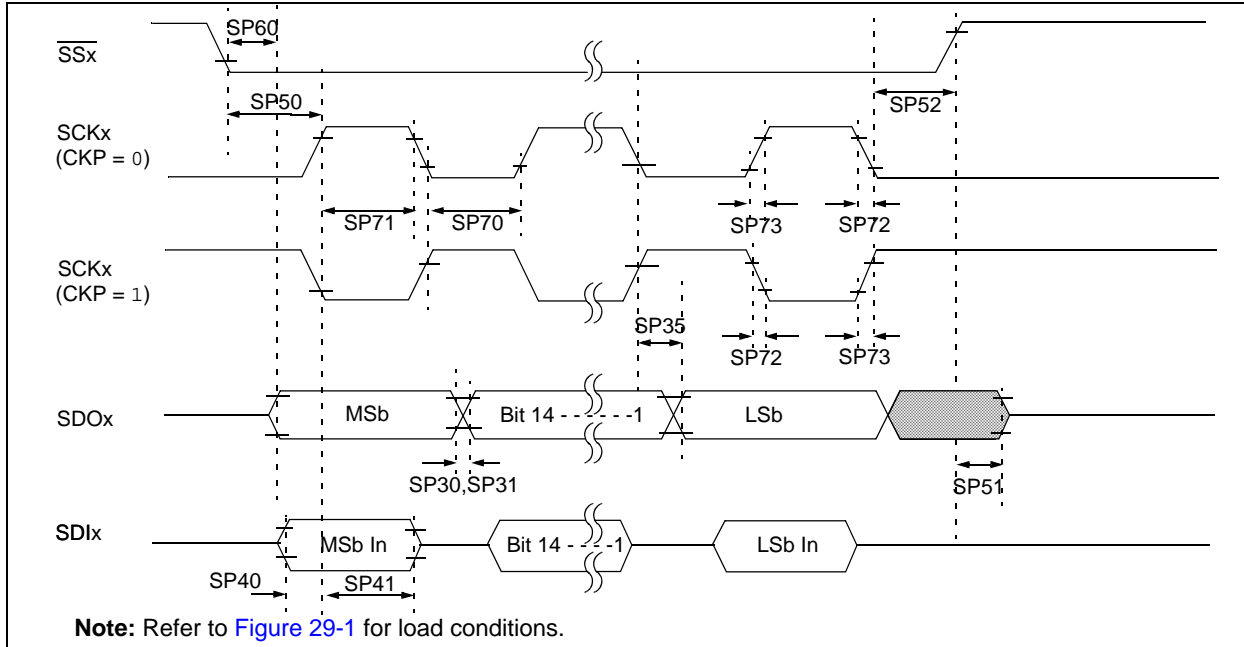 SP60
SSx
SP50
SP52
SCKx
(CKP = 0)
SP71
SP70
SP73
SP72
SCKx
(CKP = 1)
SP35
SP72
SP73
SDOx
MSb
Bit 14 - - - - - -1
LSb
SP30,SP31
SP51
SDIx
MSb In
Bit 14 - - - -1
LSb In
SP40
SP41
Note: Refer to Figure 29-1 for load conditions.